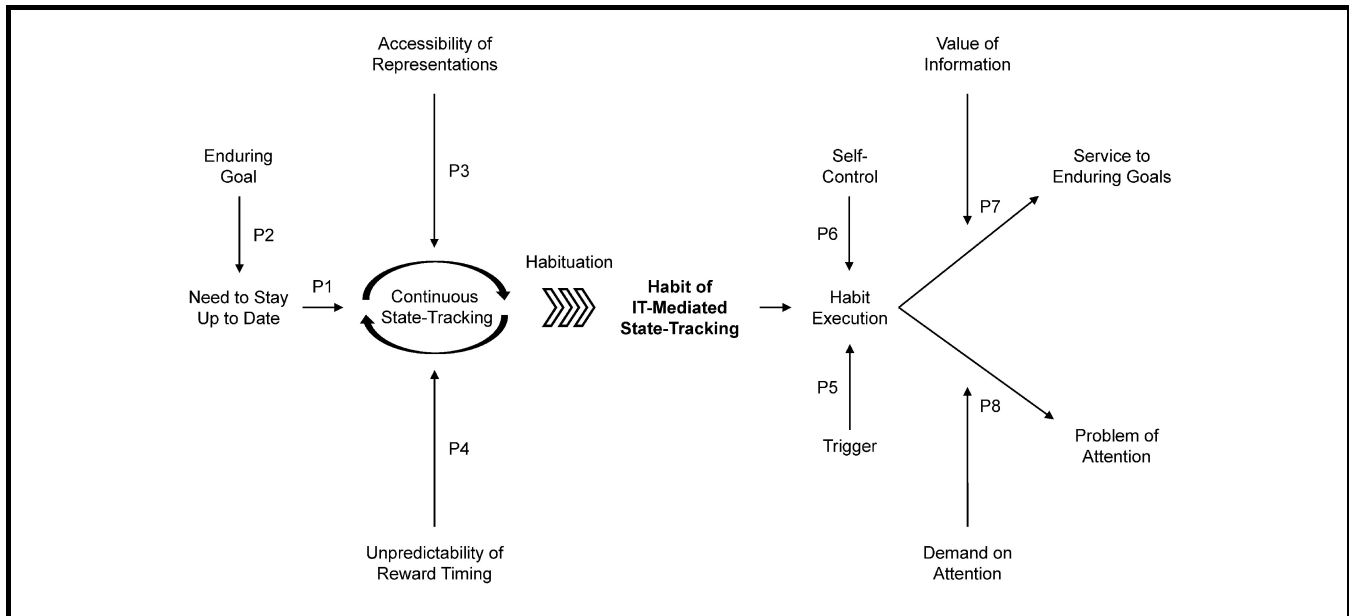 Accessibility of
Representations
Value of
Information
Enduring
Goal
P3
Self-
Control
Service to
Enduring Goals
P2
P6
P7
Need to Stay
Up to Date
P1
Continuous
State-Tracking
Habituation
Habit of
IT-Mediated
State-Tracking
Habit
Execution
P5
P8
P4
Trigger
Problem of
Attention
Unpredictability of
Reward Timing
Demand on
Attention